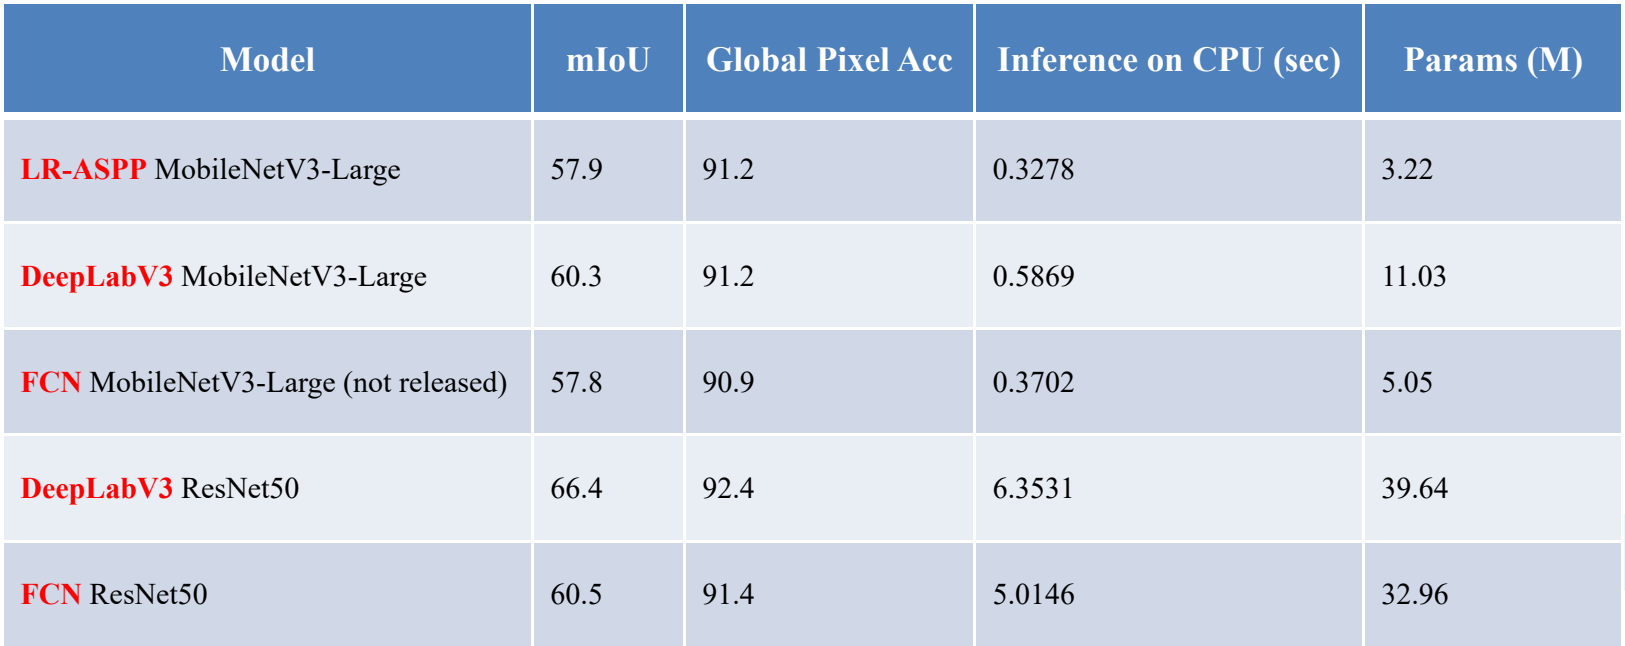 Model mIoU Global Pixel Acc Inference on CPU (sec) Params (M)
LR-ASPP MobileNetV3-Large 57.9 91.2 0.3278 3.22
DeepLabV3 MobileNetV3-Large 60.3 91.2 0.5869 11.03
FCN MobileNetV3-Large (not released) 57.8 90.9 0.3702 5.05
DeepLabV3 ResNet50 66.4 92.4 6.3531 39.64
FCN ResNet50 60.5 91.4 5.0146 32.96